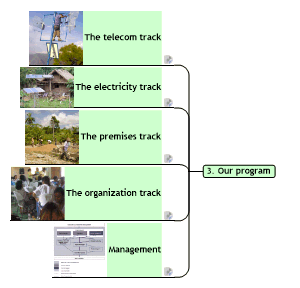 The telecom track
The electricity track
The premises track
3. Our program
The organization track
Management